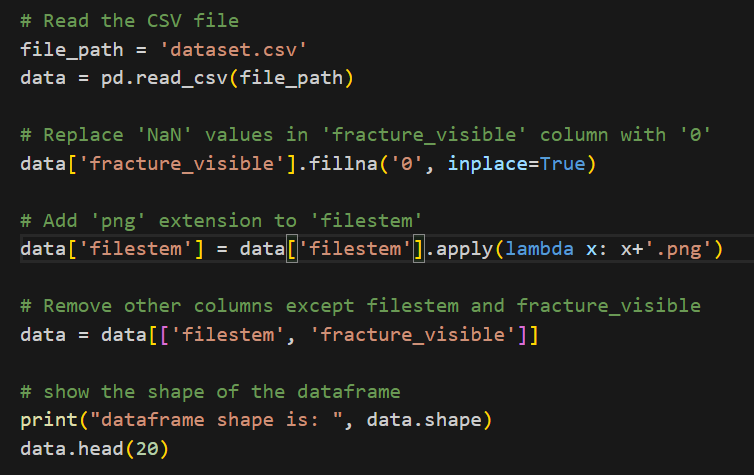 # Read the CSV file
file_path = 'dataset.csv'
data = pd.read_csv(file_path)
# Replace 'NaN' values in 'fracture_visible' column with '0'
data['fracture_visible'].fillna('0', inplace=True)
# Add 'png' extension to 'filestem'
data['filestem'] = data['filestem'].apply(lambda x: x+'.png')
# Remove other columns except filestem and fracture_visible
data = data[['filestem', 'fracture_visible']]
# show the shape of the dataframe
print("dataframe shape is: ", data.shape)
data.head(20)